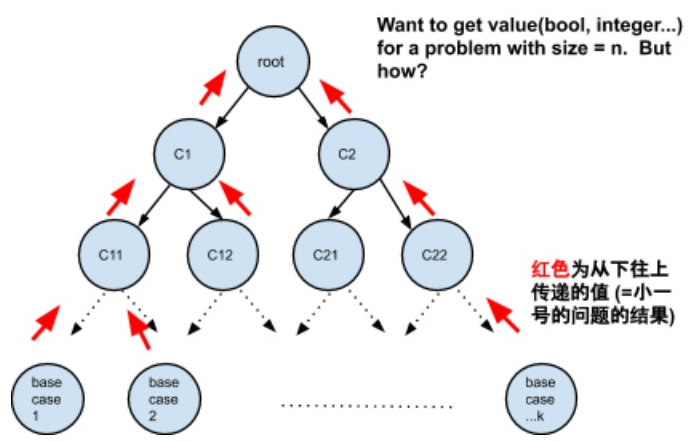 Want to get value(bool, integer...)
for a problem with size = n.  But
how?
root
C1
C2
C11
C12
C21
C22
红色为从下往上
传递的值 (=小一
号的问题的结果)
base
case
1
base
case
2
base
case
...k